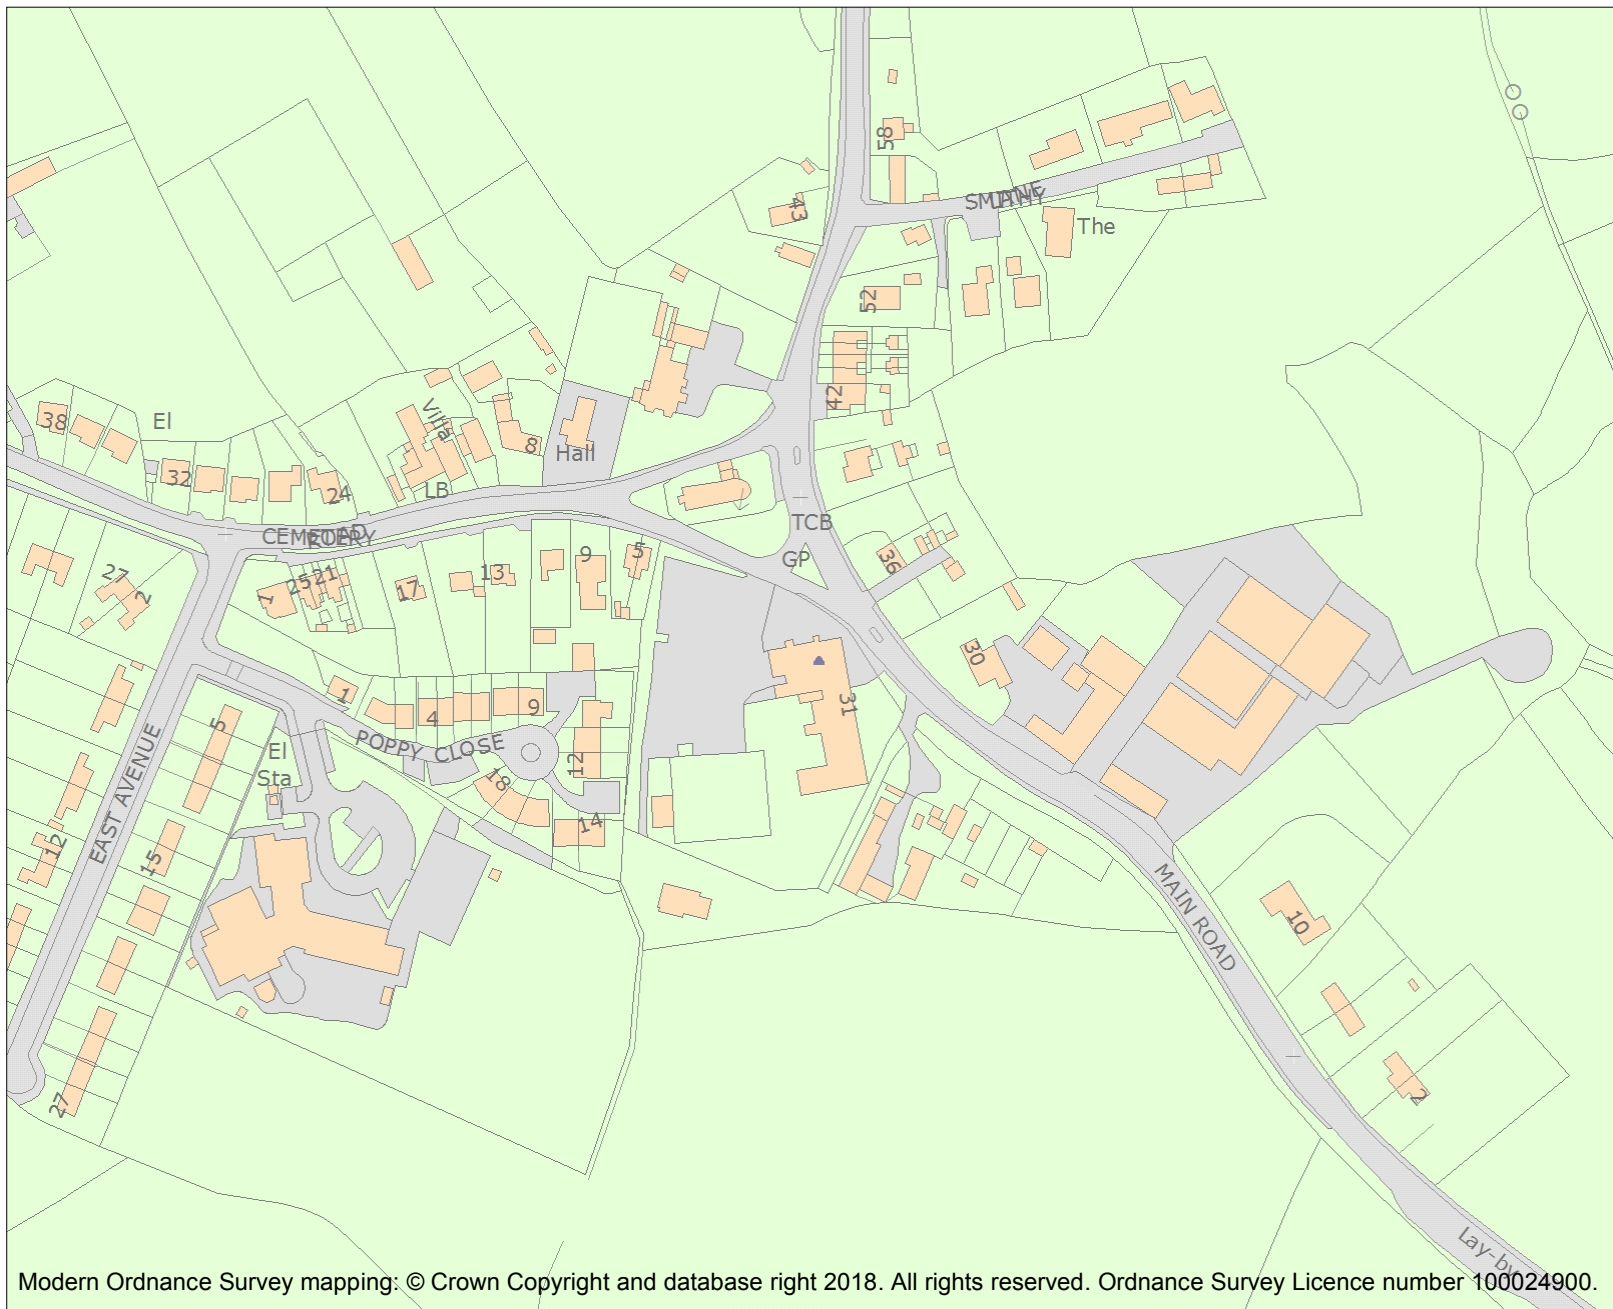 58
SMITHY LANE
43
The
52
42
38
El
Villa
8
Hall
32
24
LB
CEMETERY ROAD
TCB
GP
36
27
2
1
25
21
17
13
9
5
30
1
4
9
31
POPPY CLOSE
5
El
Sta
12
18
14
EAST AVENUE
12
15
MAIN ROAD
10
27
2
Lay-by
Modern Ordnance Survey mapping: © Crown Copyright and database right 2018. All rights reserved. Ordnance Survey Licence number 100024900.